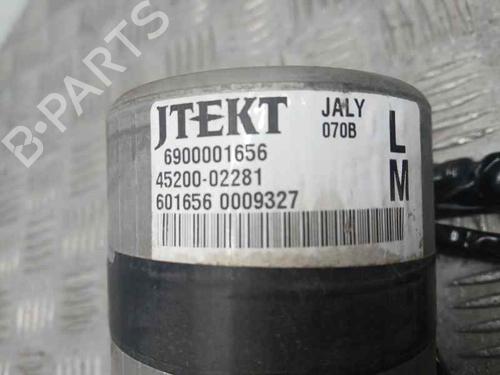 B-PARTS
JTEKT
JALY
070B
L
M
6900001656
45200-02281
601656 0009327